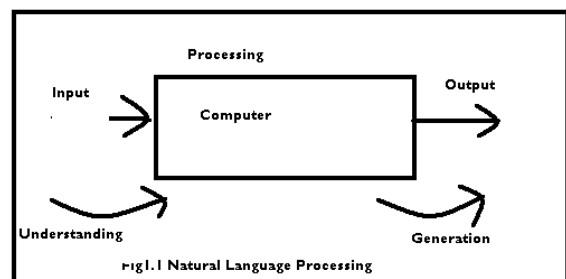 Processing
Input
Output
Computer
Understanding
Generation
Fig1.1 Natural Language Processing